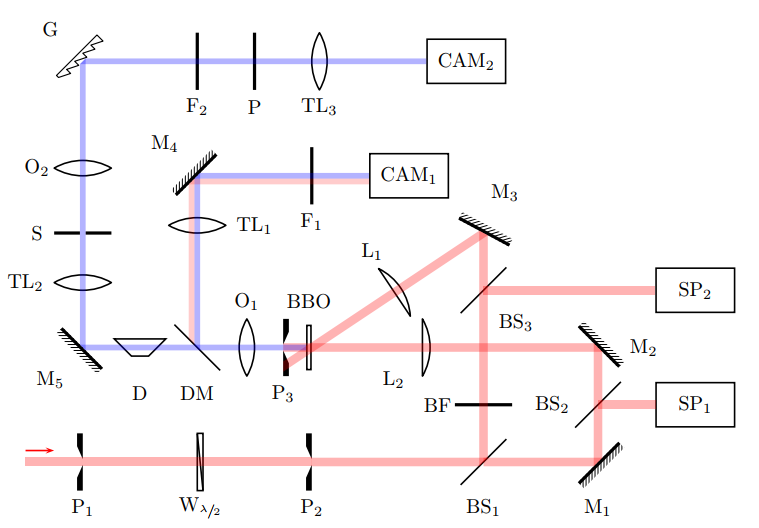 G
F₂ P TL₃ CAM₂
M₄
O₂ CAM₁
F₁ M₃
S TL₁
L₁
TL₂ O₁ BBO SP₂
BS₃
M₂
M₅ D DM P₃ L₂
BF BS₂ SP₁
P₁ W_λ/₂ P₂ BS₁ M₁